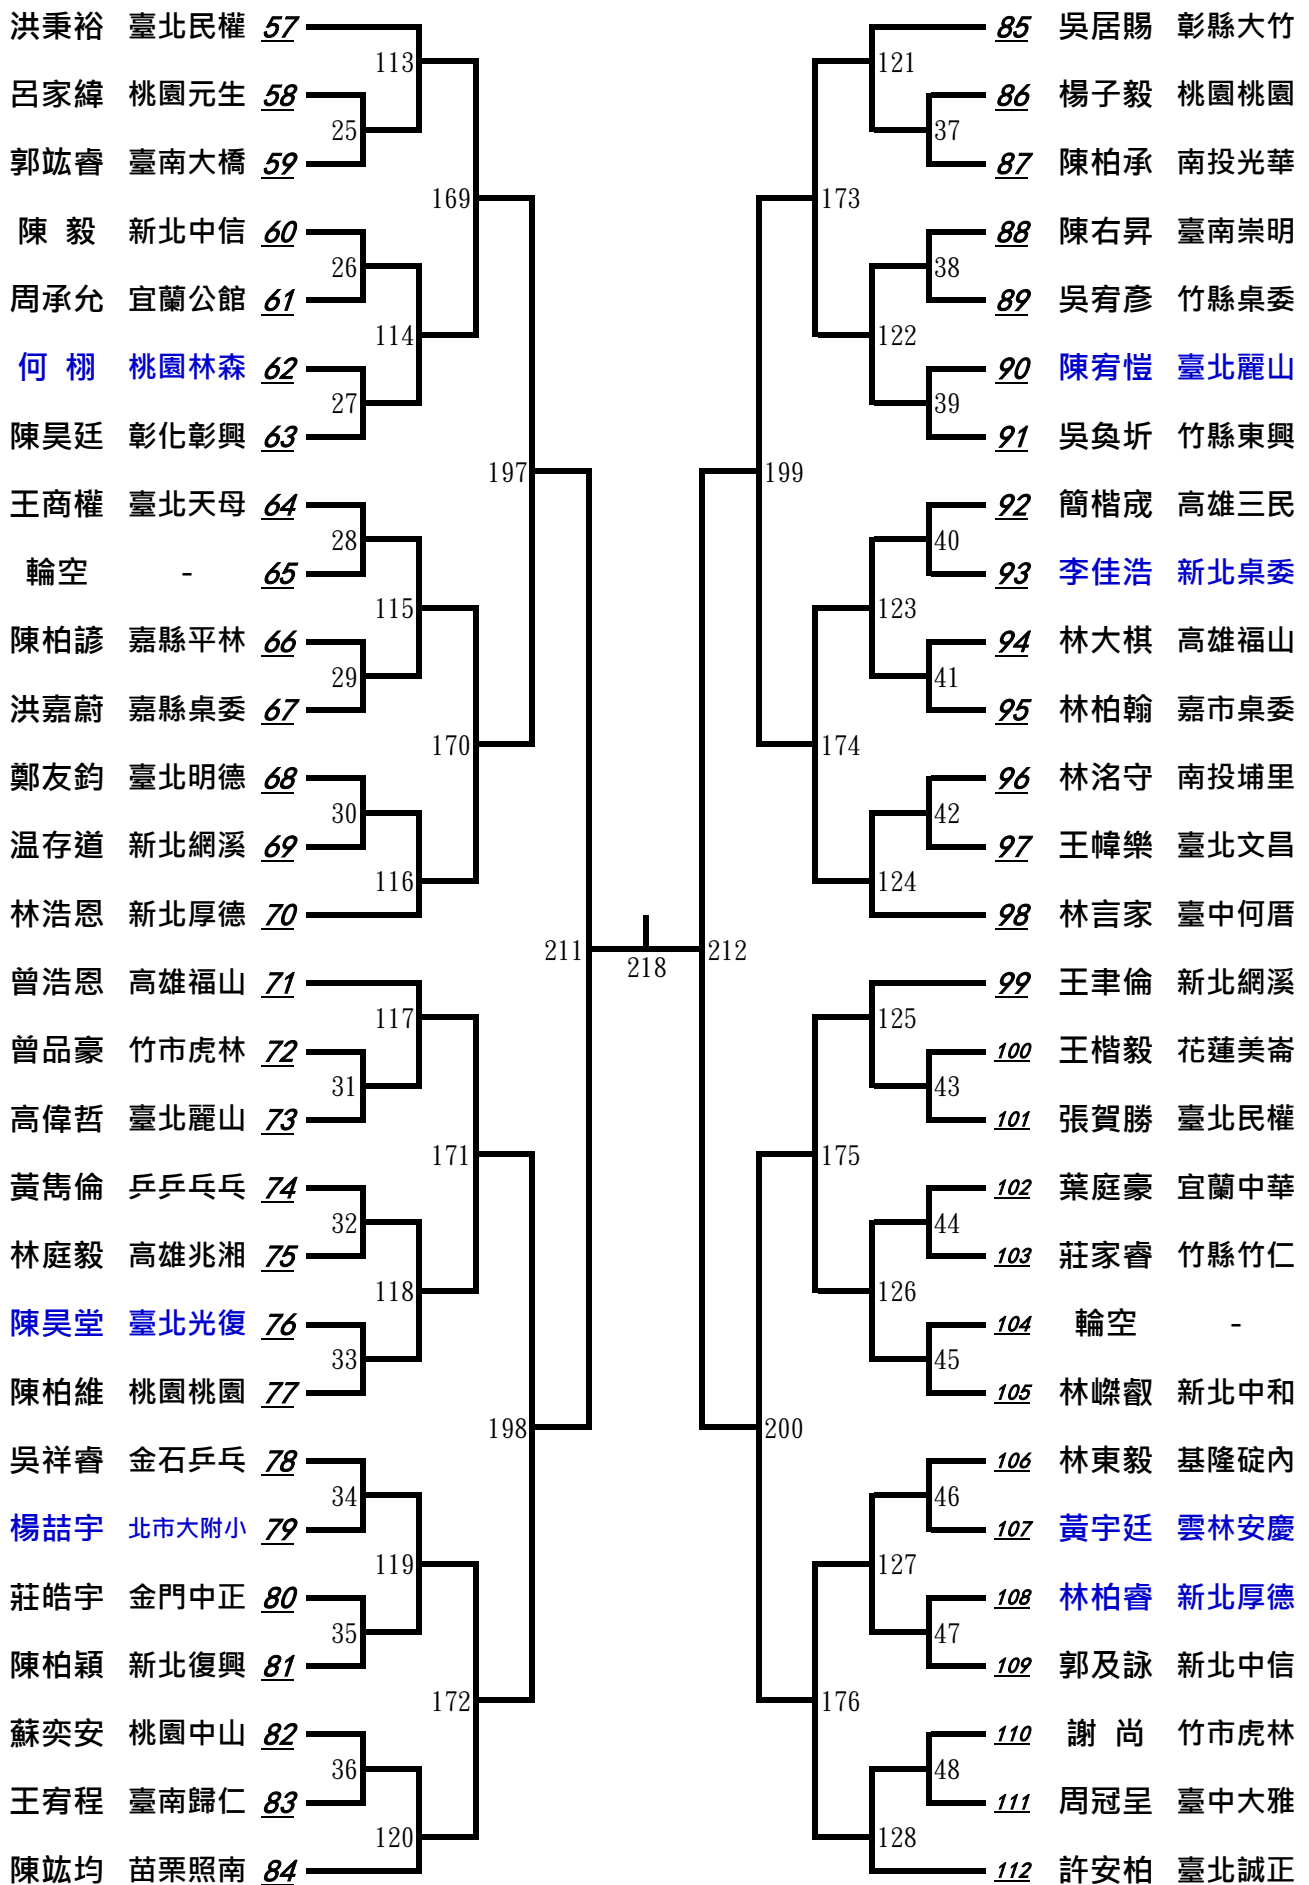 洪秉裕 臺北民權 57
113
呂家緯 桃園元生 58
25
郭竑睿 臺南大橋 59
169
陳 毅 新北中信 60
26
周承允 宜蘭公館 61
114
何 栩 桃園林森 62
27
陳昊廷 彰化彰興 63
197
王商權 臺北天母 64
28
輪空 - 65
115
陳柏諺 嘉縣平林 66
29
洪嘉蔚 嘉縣桌委 67
170
鄭友鈞 臺北明德 68
30
温存道 新北網溪 69
116
林浩恩 新北厚德 70
211
曾浩恩 高雄福山 71
117
曾品豪 竹市虎林 72
31
高偉哲 臺北麗山 73
171
黃雋倫 乒乒乓乓 74
32
林庭毅 高雄兆湘 75
118
陳昊堂 臺北光復 76
33
陳柏維 桃園桃園 77
198
吳祥睿 金石乒乓 78
34
楊喆宇 北市大附小 79
119
莊皓宇 金門中正 80
35
陳柏穎 新北復興 81
172
蘇奕安 桃園中山 82
36
王宥程 臺南歸仁 83
120
陳竑均 苗栗照南 84
218
85 吳居賜 彰縣大竹
121
86 楊子毅 桃園桃園
37
87 陳柏承 南投光華
173
88 陳右昇 臺南崇明
38
89 吳宥彥 竹縣桌委
122
90 陳宥愷 臺北麗山
39
91 吳奐圻 竹縣東興
199
92 簡楷宬 高雄三民
40
93 李佳浩 新北桌委
123
94 林大棋 高雄福山
41
95 林柏翰 嘉市桌委
174
96 林洺守 南投埔里
42
97 王幃樂 臺北文昌
124
98 林言家 臺中何厝
212
99 王聿倫 新北網溪
125
100 王楷毅 花蓮美崙
43
101 張賀勝 臺北民權
175
102 葉庭豪 宜蘭中華
44
103 莊家睿 竹縣竹仁
126
104 輪空 -
45
105 林嶸叡 新北中和
200
106 林東毅 基隆碇內
46
107 黃宇廷 雲林安慶
127
108 林柏睿 新北厚德
47
109 郭及詠 新北中信
176
110 謝 尚 竹市虎林
48
111 周冠呈 臺中大雅
128
112 許安柏 臺北誠正